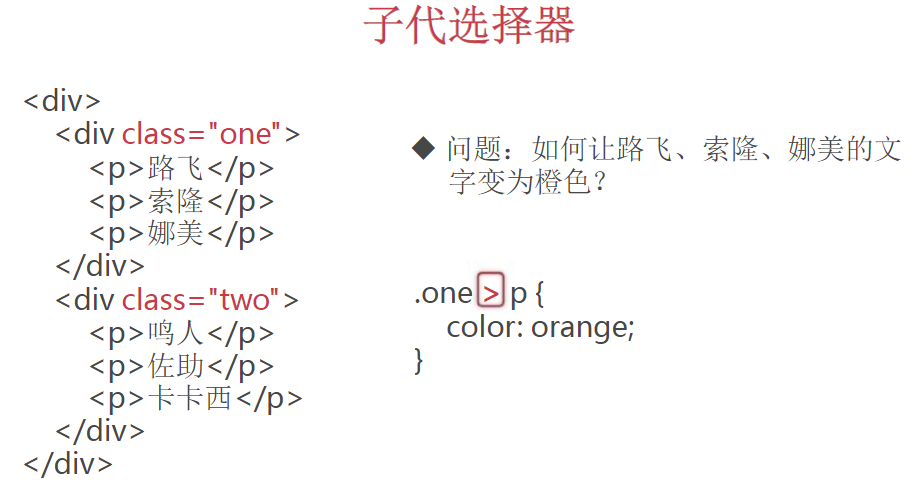 子代选择器
<div>
<div class="one">
<p>路飞</p>
<p>索隆</p>
<p>娜美</p>
</div>
<div class="two">
<p>鸣人</p>
<p>佐助</p>
<p>卡卡西</p>
</div>
</div>
◆ 问题：如何让路飞、索隆、娜美的文
字变为橙色？
.one > p {
color: orange;
}